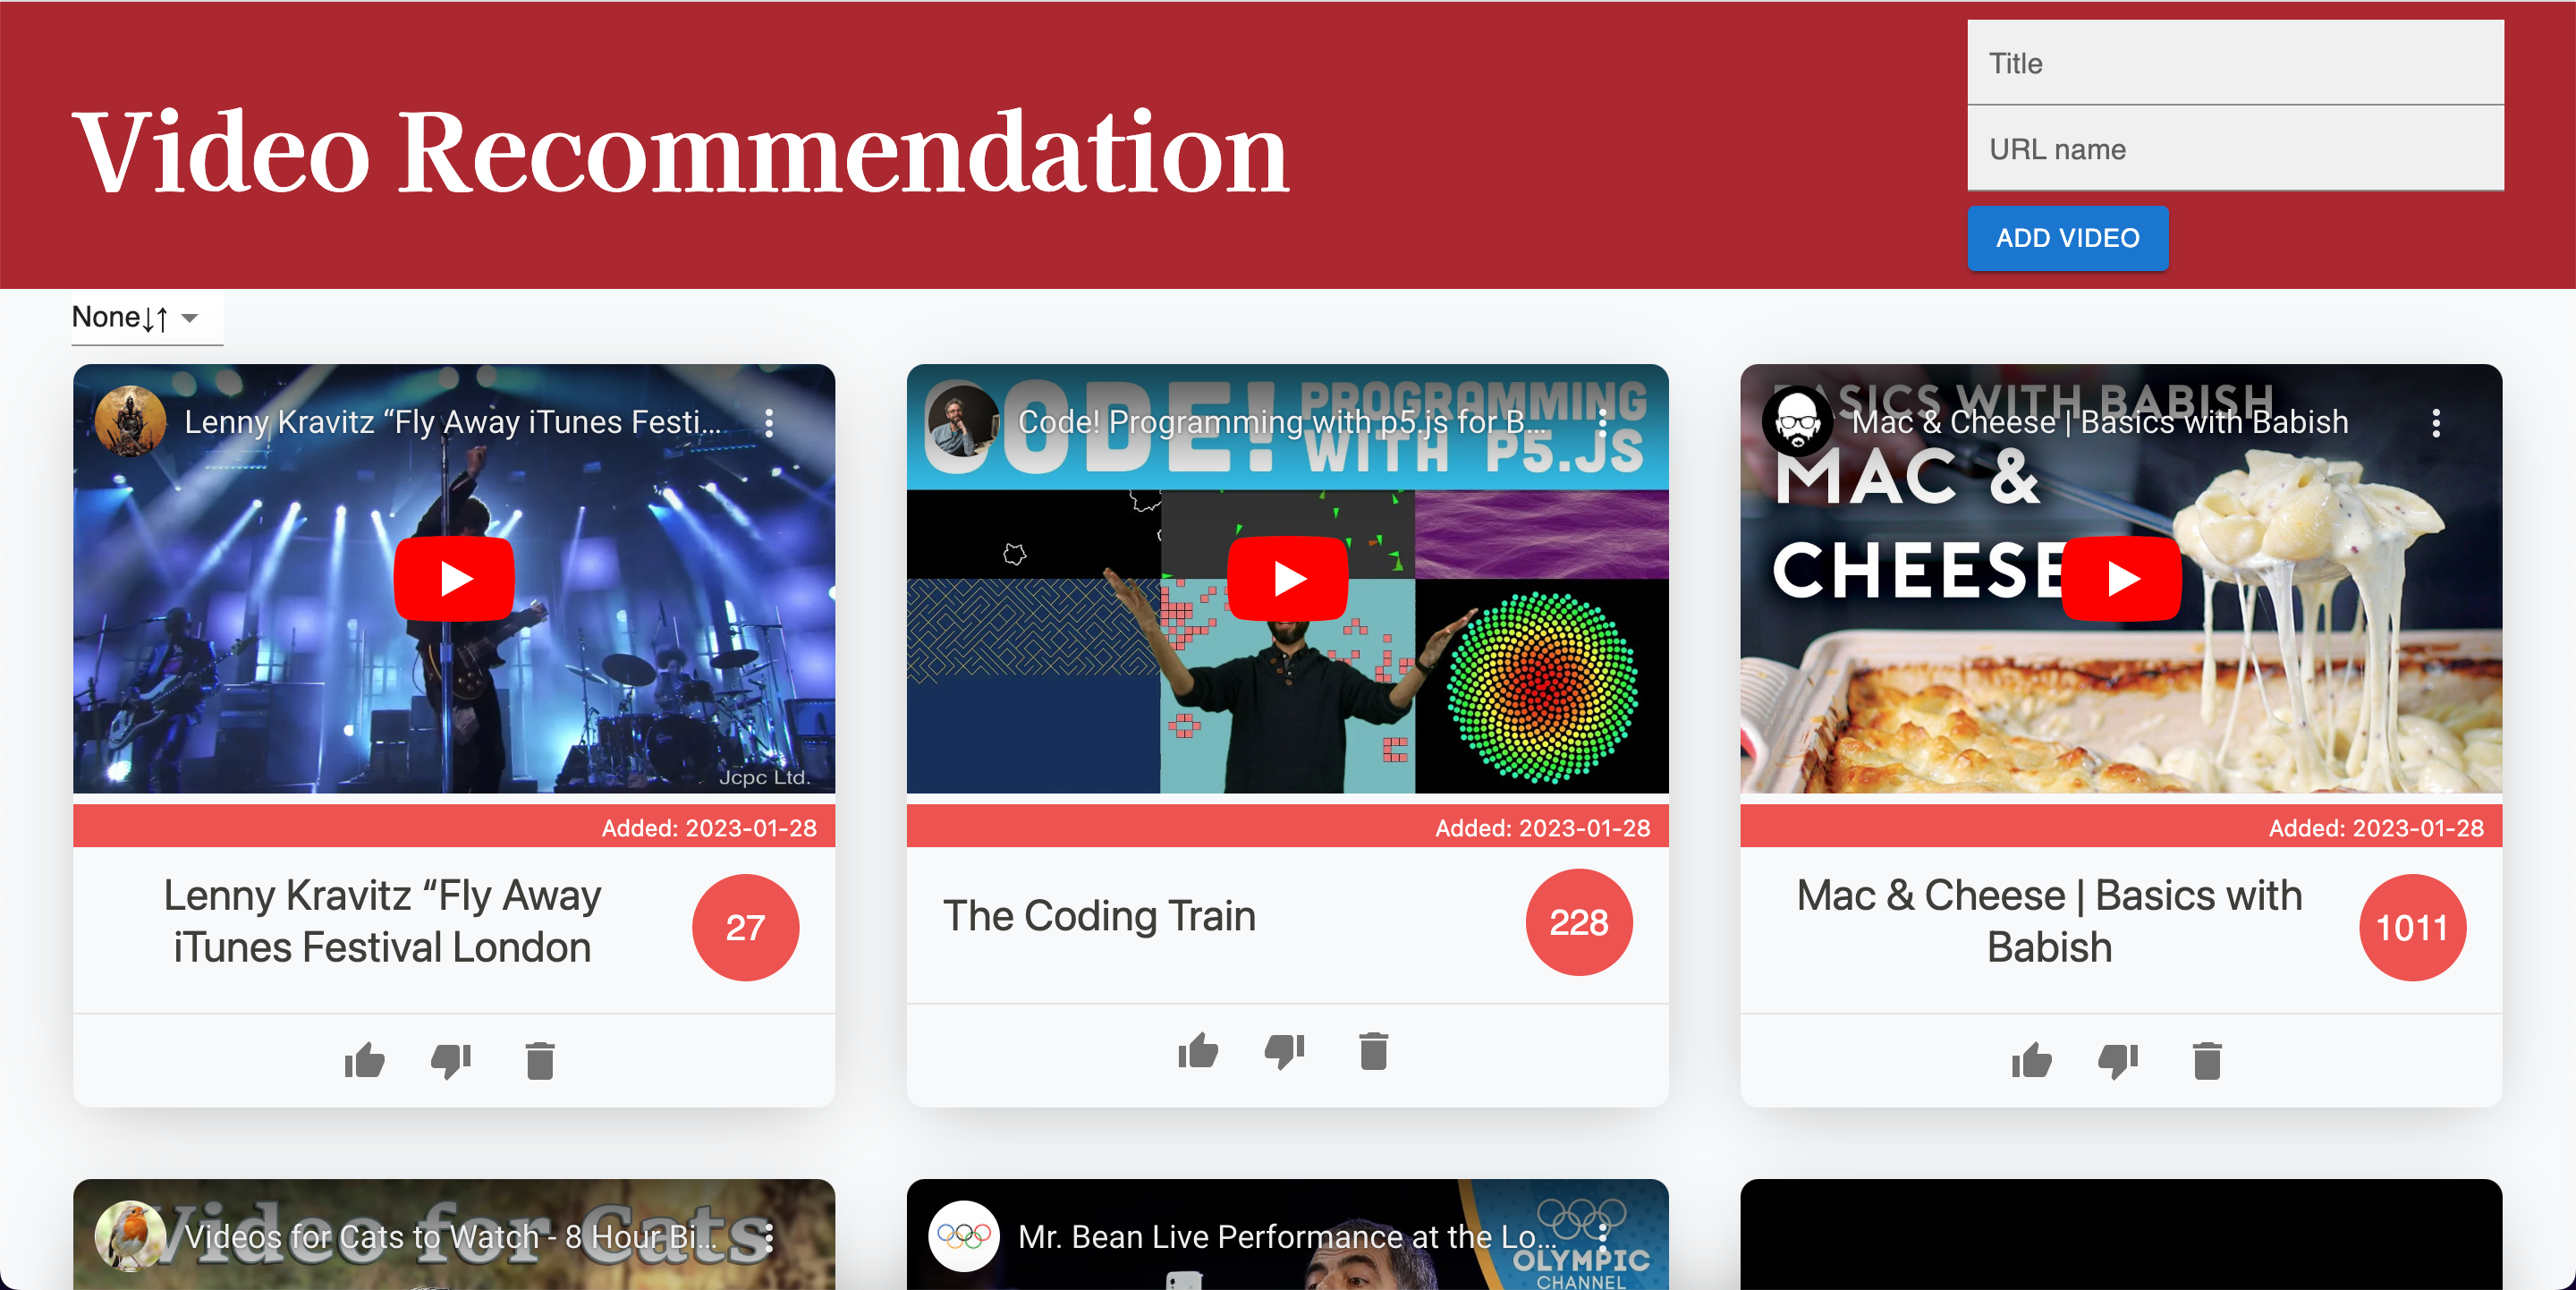 Video Recommendation
Title
URL name
ADD VIDEO
None↓↑
Lenny Kravitz “Fly Away iTunes Festi...
Jcpc Ltd.
Added: 2023-01-28
Lenny Kravitz “Fly Away
iTunes Festival London
27
CODE! PROGRAMMING
WITH P5.JS
Code! Programming with p5.js for B...
Added: 2023-01-28
The Coding Train
228
BASICS WITH BABISH
Mac & Cheese | Basics with Babish
MAC &
CHEESE
Added: 2023-01-28
Mac & Cheese | Basics with
Babish
1011
Video for Cats
Videos for Cats to Watch - 8 Hour Bi...
Mr. Bean Live Performance at the Lo...
OLYMPIC
CHANNEL